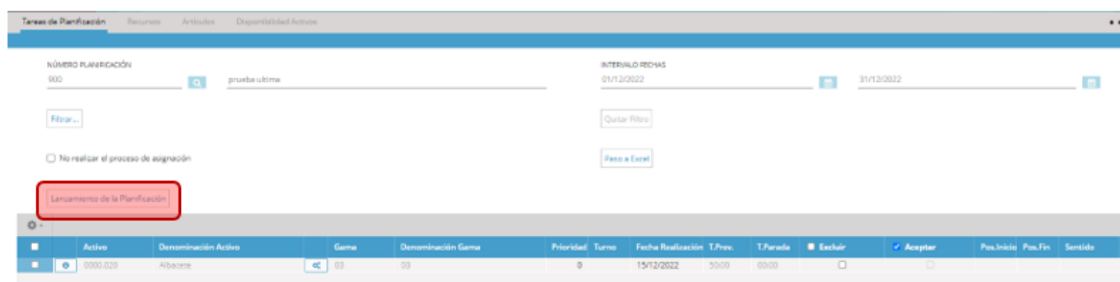 Tareas de Planificación Recursos Artículos Disponibilidad Activos
NÚMERO PLANIFICACIÓN INTERVALO FECHAS
900 prueba ultima 01/12/2022 31/12/2022
Filtrar... Quitar Filtro
No realizar el proceso de asignación Paso a Excel
Lanzamiento de la Planificación
Activo Denominación Activo Gama Denominación Gama Prioridad Turno Fecha Realización T.Prev. T.Parada Excluir Aceptar Pos.Inicio Pos.Fin Sentido
0000.020 Albacete 03 03 0 15/12/2022 50:00 00:00